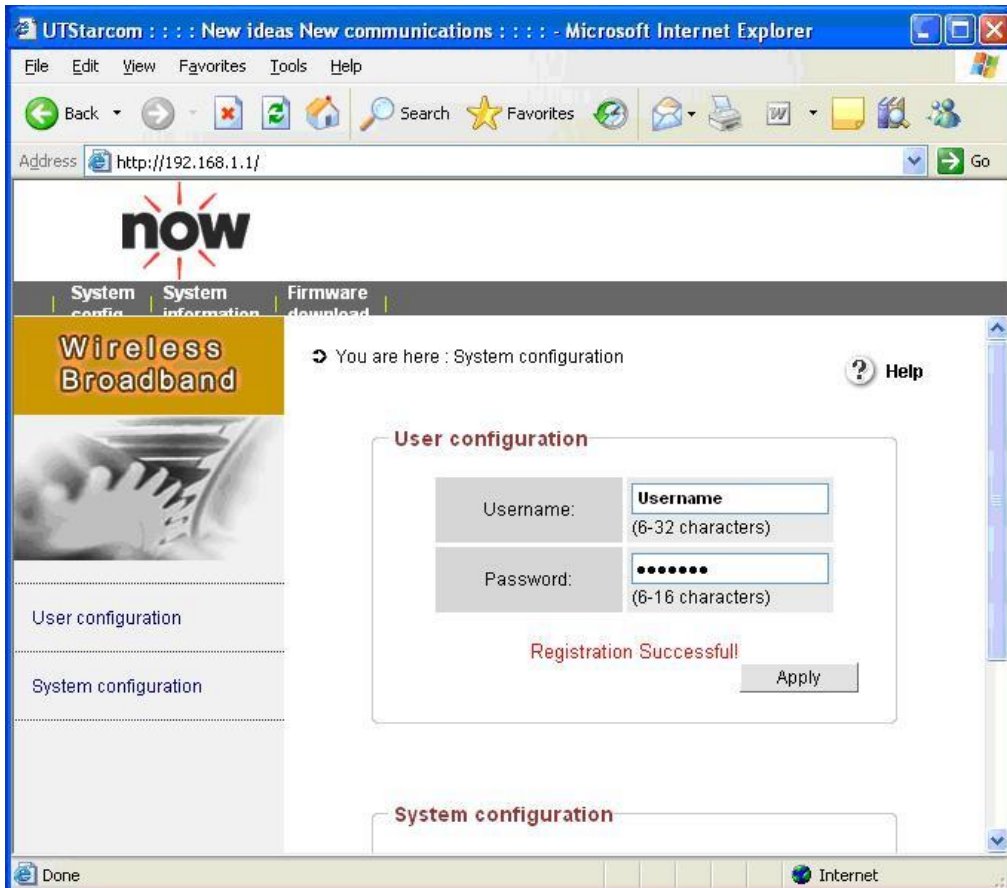 UTStarcom : : : : New ideas New communications : : : : - Microsoft Internet Explorer
File Edit View Favorites Tools Help
Back Search Favorites
Address http://192.168.1.1/ Go
now
System config System information Firmware download
Wireless
Broadband
You are here : System configuration
? Help
User configuration
Username: Username
(6-32 characters)
Password: •••••••
(6-16 characters)
Registration Successful!
Apply
User configuration
System configuration
System configuration
Done Internet